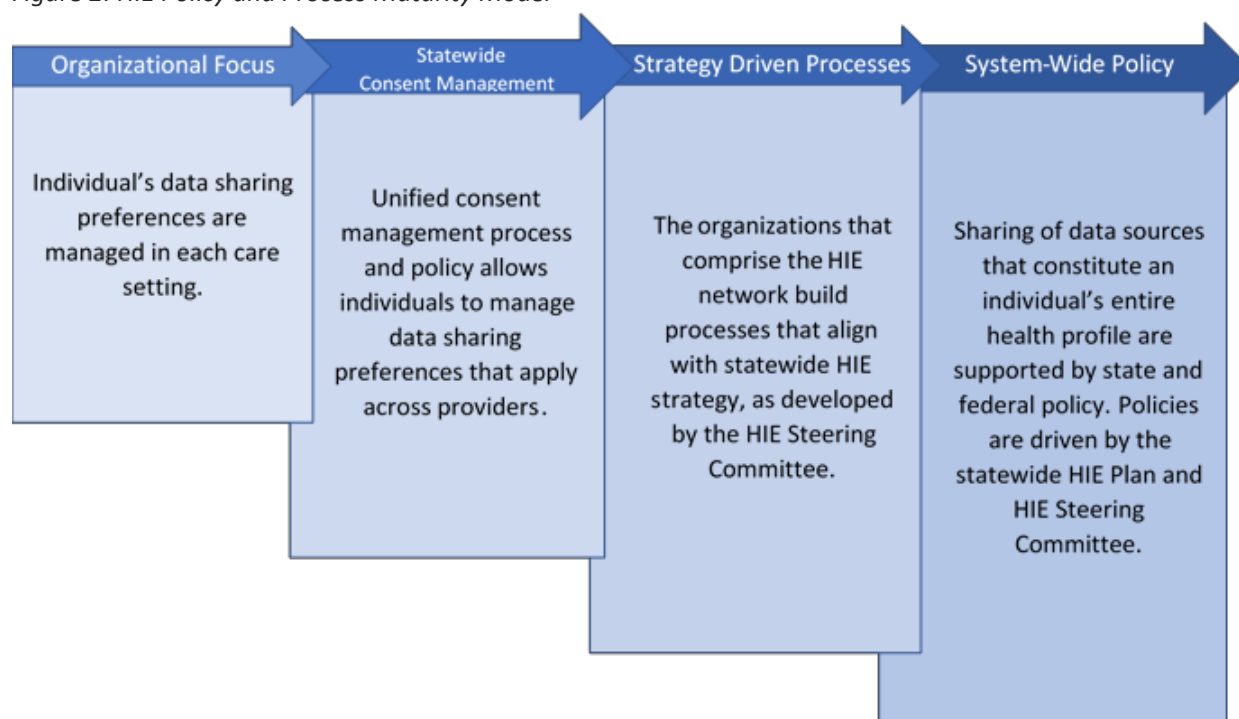 Organizational Focus
Individual's data sharing
preferences are
managed in each care
setting.
Statewide
Consent Management
Unified consent
management process
and policy allows
individuals to manage
data sharing
preferences that apply
across providers.
Strategy Driven Processes
The organizations that
comprise the HIE
network build
processes that align
with statewide HIE
strategy, as developed
by the HIE Steering
Committee.
System-Wide Policy
Sharing of data sources
that constitute an
individual's entire
health profile are
supported by state and
federal policy. Policies
are driven by the
statewide HIE Plan and
HIE Steering
Committee.